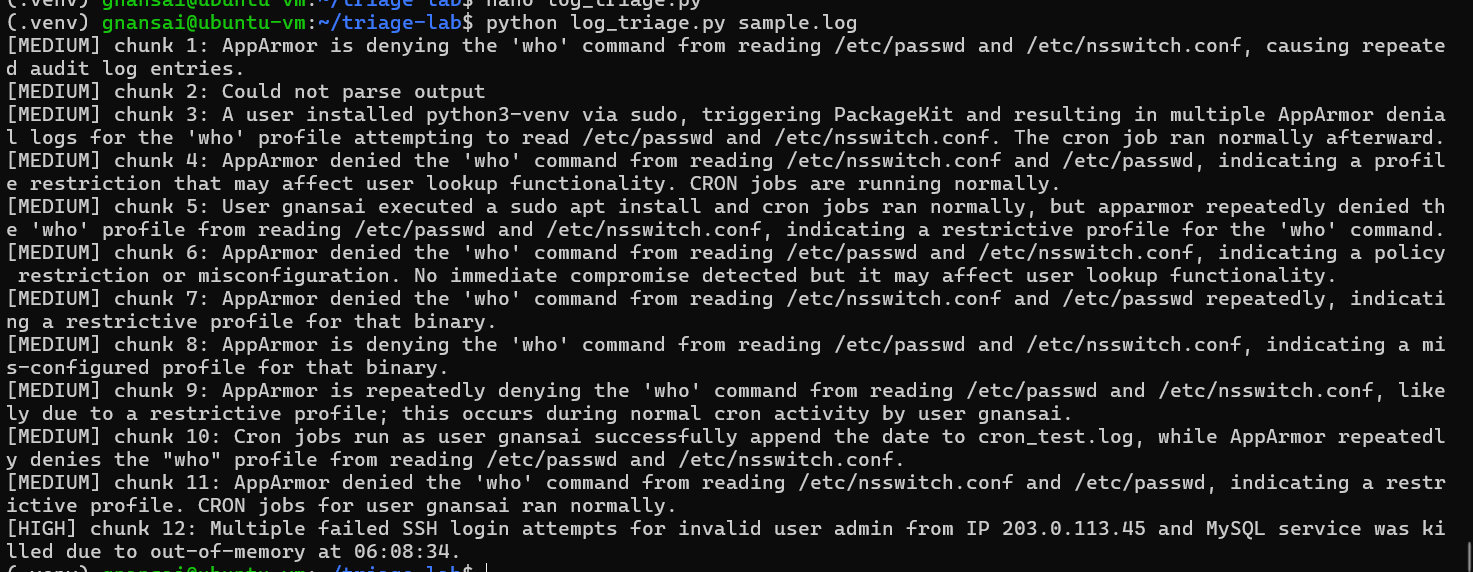 (.venv) gnansai@ubuntu-vm:~/triage-lab$ nano log_triage.py
(.venv) gnansai@ubuntu-vm:~/triage-lab$ python log_triage.py sample.log
[MEDIUM] chunk 1: AppArmor is denying the 'who' command from reading /etc/passwd and /etc/nsswitch.conf, causing repeate
d audit log entries.
[MEDIUM] chunk 2: Could not parse output
[MEDIUM] chunk 3: A user installed python3-venv via sudo, triggering PackageKit and resulting in multiple AppArmor denia
l logs for the 'who' profile attempting to read /etc/passwd and /etc/nsswitch.conf. The cron job ran normally afterward.
[MEDIUM] chunk 4: AppArmor denied the 'who' command from reading /etc/nsswitch.conf and /etc/passwd, indicating a profil
e restriction that may affect user lookup functionality. CRON jobs are running normally.
[MEDIUM] chunk 5: User gnansai executed a sudo apt install and cron jobs ran normally, but apparmor repeatedly denied th
e 'who' profile from reading /etc/passwd and /etc/nsswitch.conf, indicating a restrictive profile for the 'who' command.
[MEDIUM] chunk 6: AppArmor denied the 'who' command from reading /etc/passwd and /etc/nsswitch.conf, indicating a policy
 restriction or misconfiguration. No immediate compromise detected but it may affect user lookup functionality.
[MEDIUM] chunk 7: AppArmor denied the 'who' command from reading /etc/nsswitch.conf and /etc/passwd repeatedly, indicati
ng a restrictive profile for that binary.
[MEDIUM] chunk 8: AppArmor is denying the 'who' command from reading /etc/passwd and /etc/nsswitch.conf, indicating a mi
s-configured profile for that binary.
[MEDIUM] chunk 9: AppArmor is repeatedly denying the 'who' command from reading /etc/passwd and /etc/nsswitch.conf, like
ly due to a restrictive profile; this occurs during normal cron activity by user gnansai.
[MEDIUM] chunk 10: Cron jobs run as user gnansai successfully append the date to cron_test.log, while AppArmor repeatedl
y denies the "who" profile from reading /etc/passwd and /etc/nsswitch.conf.
[MEDIUM] chunk 11: AppArmor denied the 'who' command from reading /etc/nsswitch.conf and /etc/passwd, indicating a restr
ictive profile. CRON jobs for user gnansai ran normally.
[HIGH] chunk 12: Multiple failed SSH login attempts for invalid user admin from IP 203.0.113.45 and MySQL service was ki
lled due to out-of-memory at 06:08:34.
(.venv) gnansai@ubuntu-vm:~/triage-lab$